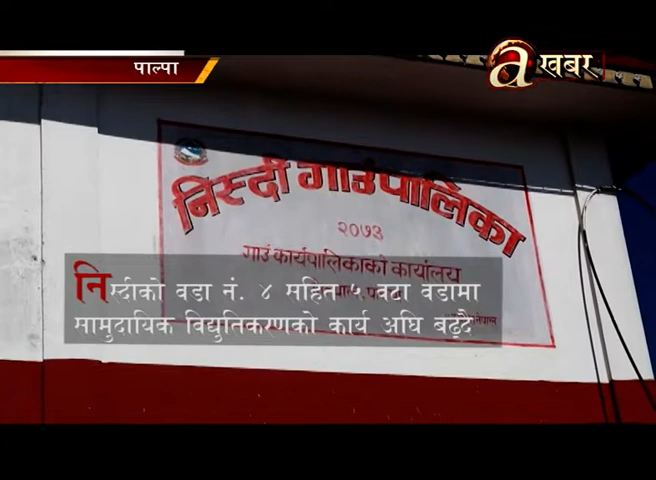 पाल्पा
a खबर
निस्दी गाउंपालिका
२०७३
गाउं कार्यपालिकाको कार्यालय
निस्दीको वडा नं. ४ सहित ५ वटा वडामा
सामुदायिक विद्युतिकरणको कार्य अघि बढ्दै